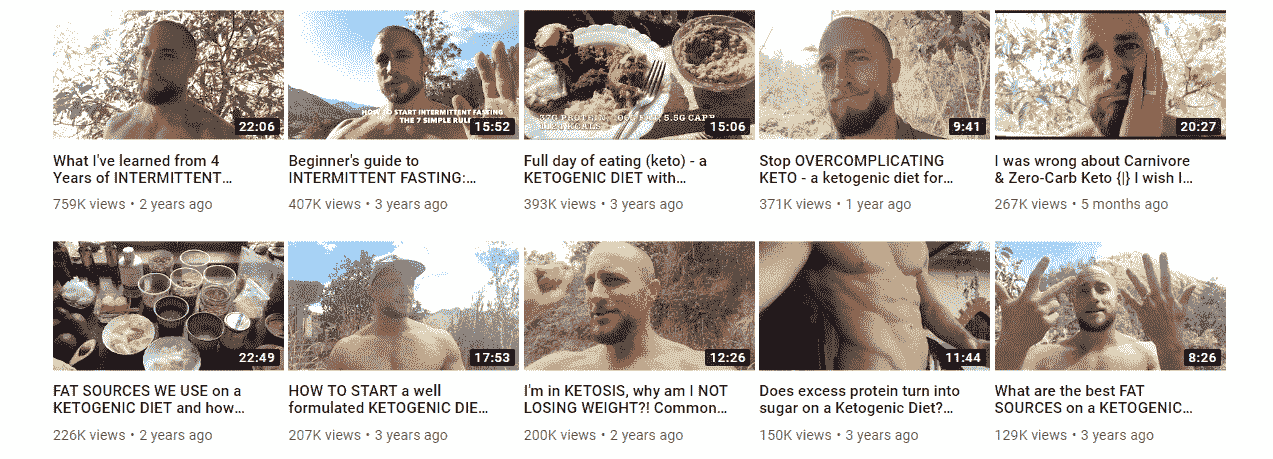 HOW TO START INTERMITTENT FASTING
THE 7 SIMPLE RUL
37G PROTEIN, FAT, 5.5G CARB
22:06
15:52
15:06
9:41
20:27
What I've learned from 4
Years of INTERMITTENT...
759K views • 2 years ago
Beginner's guide to
INTERMITTENT FASTING:...
407K views • 3 years ago
Full day of eating (keto) - a
KETOGENIC DIET with...
393K views • 3 years ago
Stop OVERCOMPLICATING
KETO - a ketogenic diet for...
371K views • 1 year ago
I was wrong about Carnivore
& Zero-Carb Keto {|} I wish I...
267K views • 5 months ago
22:49
17:53
12:26
11:44
8:26
FAT SOURCES WE USE on a
KETOGENIC DIET and how...
226K views • 2 years ago
HOW TO START a well
formulated KETOGENIC DIE...
207K views • 3 years ago
I'm in KETOSIS, why am I NOT
LOSING WEIGHT?! Common...
200K views • 2 years ago
Does excess protein turn into
sugar on a Ketogenic Diet?...
150K views • 3 years ago
What are the best FAT
SOURCES on a KETOGENIC...
129K views • 3 years ago